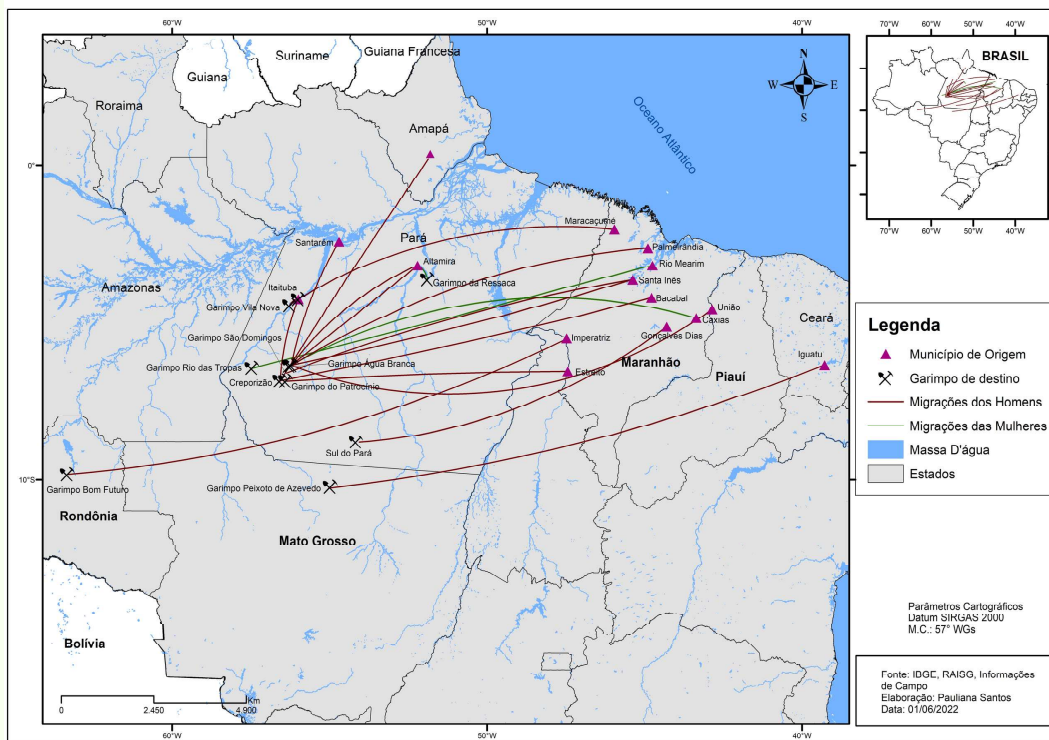 60°W
50°W
40°W
Suriname
Guiana Francesa
Guiana
Roraima
Amapá
Oceano Atlântico
N
W
E
S
0°
Maracaçumé
Santarém
Pará
Palmeirândia
Altamira
Rio Mearim
Santa Inês
Garimpo da Ressaca
Amazonas
Itaituba
Bacabal
Garimpo Vila Nova
União
Caxias
Ceará
Garimpo São Domingos
Gonçalves Dias
Imperatriz
Iguatu
Garimpo Rio das Tropas
Garimpo Água Branca
Maranhão
Piauí
Estreito
Creporizão
Garimpo do Patrocínio
Sul do Pará
10°S
Garimpo Bom Futuro
Garimpo Peixoto de Azevedo
Rondônia
Mato Grosso
Bolívia
Km
0
2.450
4.900
60°W
50°W
40°W
70°W
60°W
50°W
40°W
BRASIL
70°W
60°W
50°W
40°W
Legenda
Município de Origem
Garimpo de destino
Migrações dos Homens
Migrações das Mulheres
Massa D'água
Estados
Parâmetros Cartográficos
Datum SIRGAS 2000
M.C.: 57° WGs
Fonte: IDGE, RAISG, Informações
de Campo
Elaboração: Pauliana Santos
Data: 01/06/2022